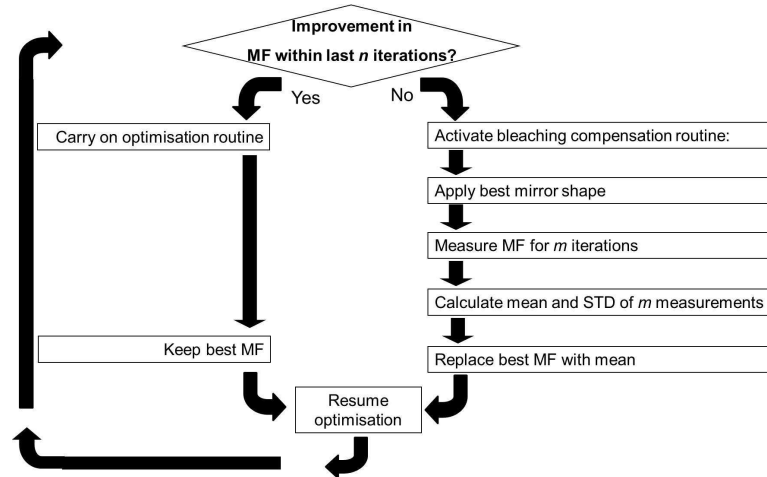 Improvement in
MF within last n iterations?
Yes
No
Carry on optimisation routine
Activate bleaching compensation routine:
Apply best mirror shape
Measure MF for m iterations
Calculate mean and STD of m measurements
Keep best MF
Replace best MF with mean
Resume
optimisation